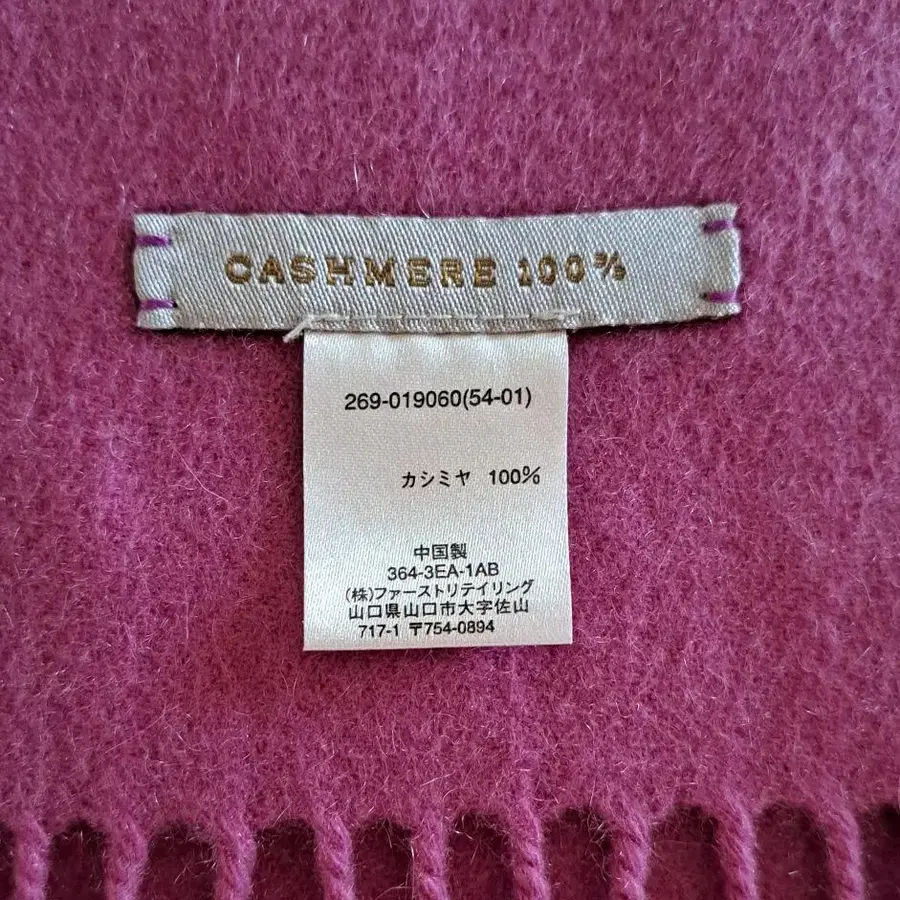 CASHMERE 100%
269-019060(54-01)
カシミヤ 100%
中国製
364-3EA-1AB
(株)ファーストリテイリング
山口県山口市大字佐山
717-1 〒754-0894